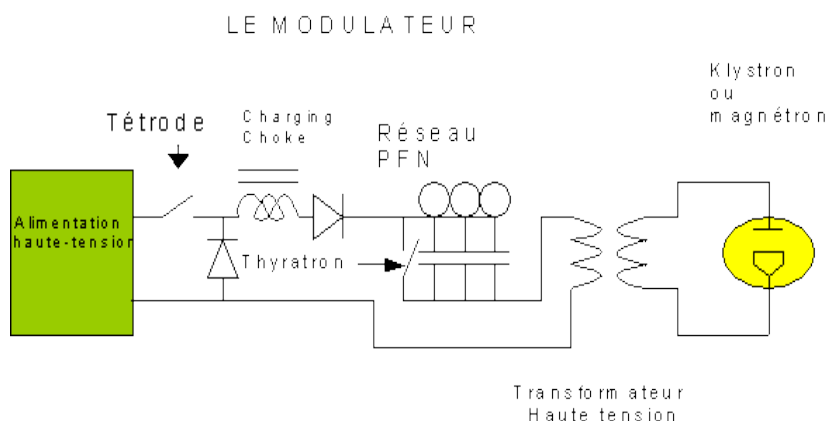 LE MODULATEUR
Klystron
ou
magnétron
Charging
Choke
Tétrode
Réseau
PFN
Alimentation
haute-tension
Thyratron
Transformateur
Haute tension